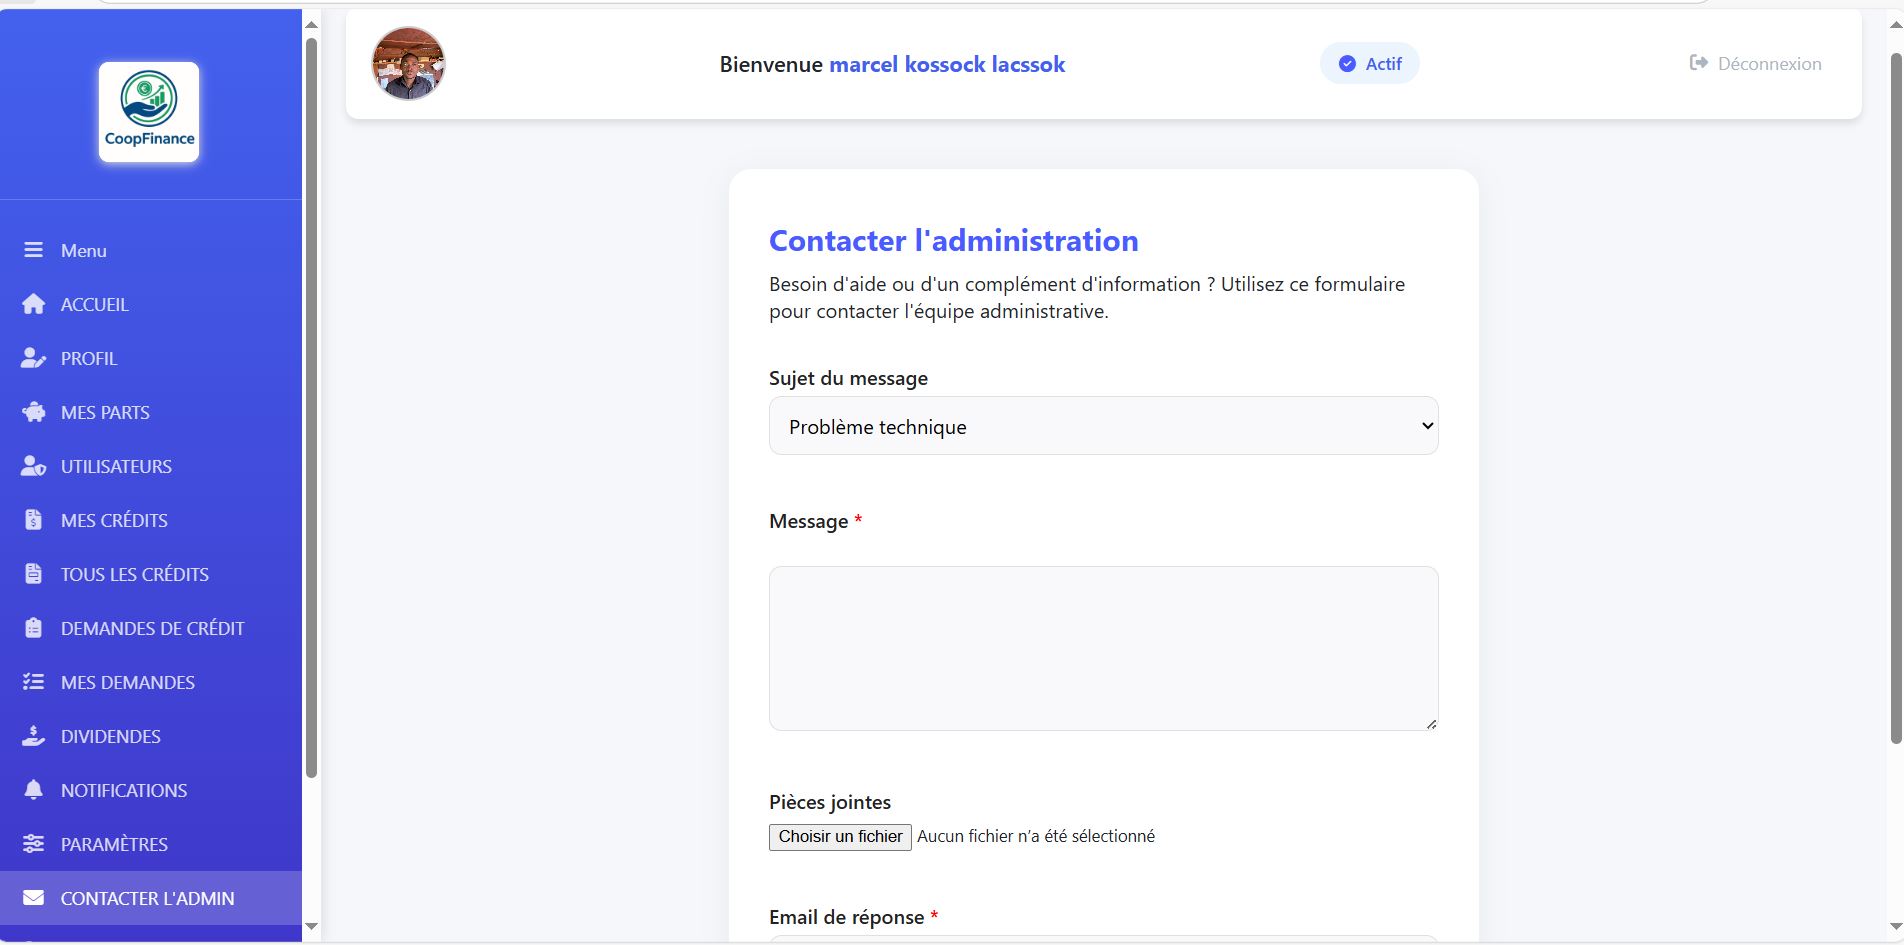 CoopFinance
Menu
ACCUEIL
PROFIL
MES PARTS
UTILISATEURS
MES CRÉDITS
TOUS LES CRÉDITS
DEMANDES DE CRÉDIT
MES DEMANDES
DIVIDENDES
NOTIFICATIONS
PARAMÈTRES
CONTACTER L'ADMIN
Bienvenue marcel kossock lacssok
Actif
Déconnexion
Contacter l'administration
Besoin d'aide ou d'un complément d'information ? Utilisez ce formulaire
pour contacter l'équipe administrative.
Sujet du message
Problème technique
Message *
Pièces jointes
Choisir un fichier Aucun fichier n’a été sélectionné
Email de réponse *